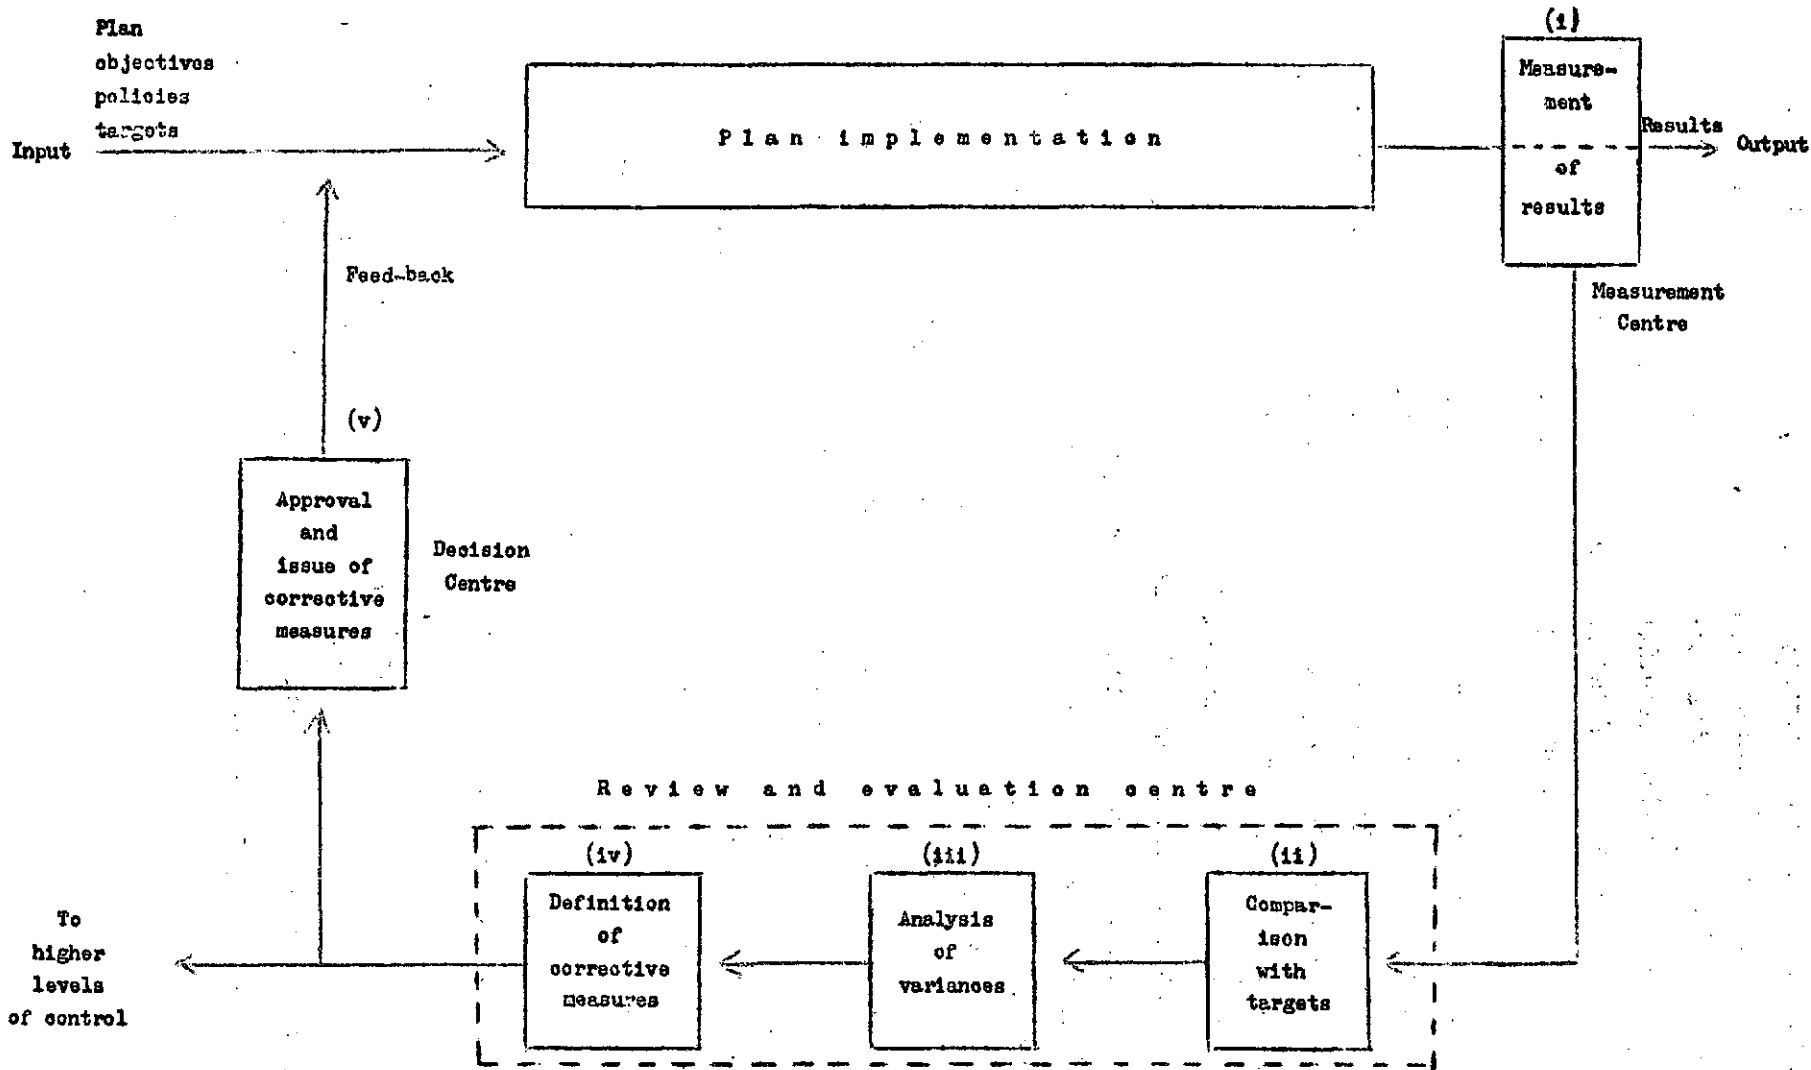 Plan
objectives
policies
targets
Input
Plan implementation
(i)
Measure-
ment
of
results
Results
Output
Measurement
Centre
Feed-back
(v)
Approval
and
issue of
corrective
measures
Decision
Centre
Review and evaluation centre
(iv)
Definition
of
corrective
measures
(iii)
Analysis
of
variances
(ii)
Compar-
ison
with
targets
To
higher
levels
of control